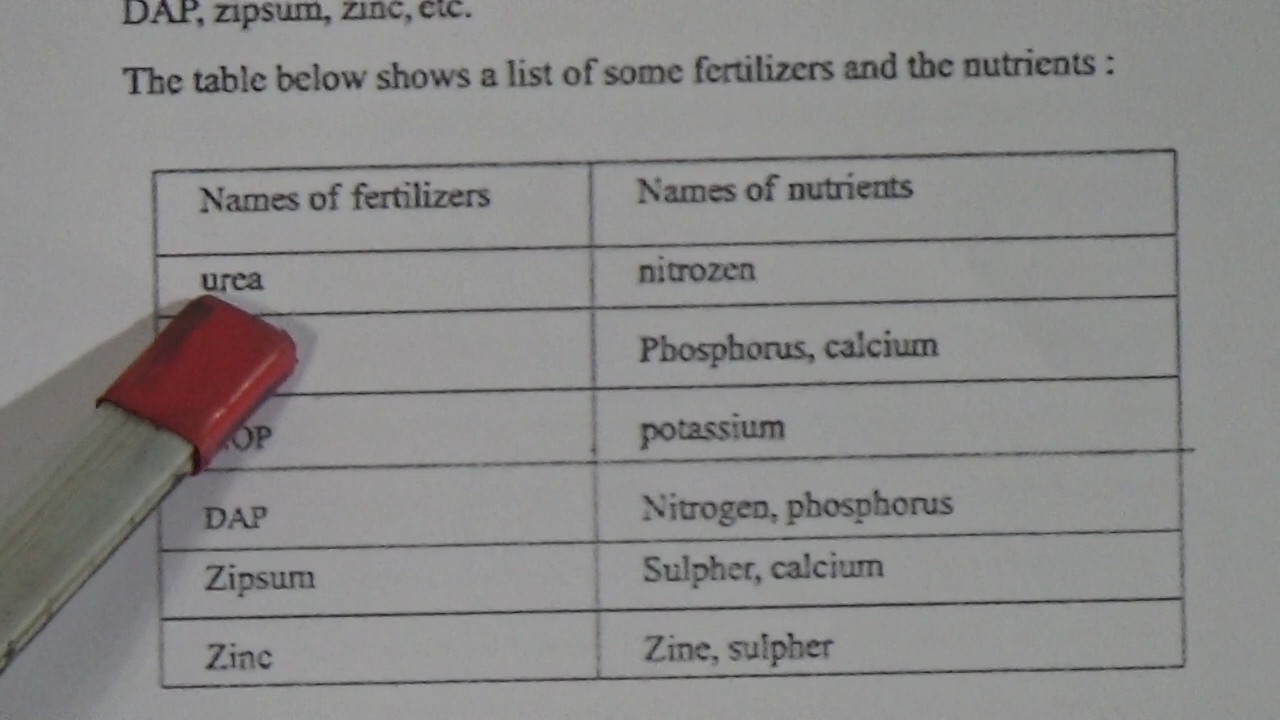 DAP, zipsum, zinc, etc.
The table below shows a list of some fertilizers and the nutrients :
Names of fertilizers Names of nutrients
urea nitrozen
Phosphorus, calcium
OP potassium
DAP Nitrogen, phosphorus
Zipsum Sulpher, calcium
Zinc Zine, sulpher